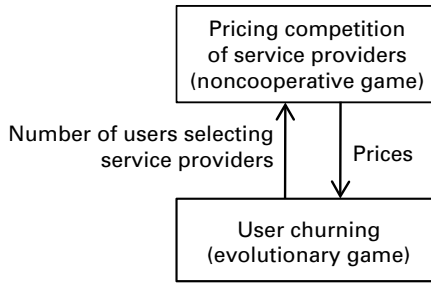 Pricing competition
of service providers
(noncooperative game)
Number of users selecting
service providers
Prices
User churning
(evolutionary game)